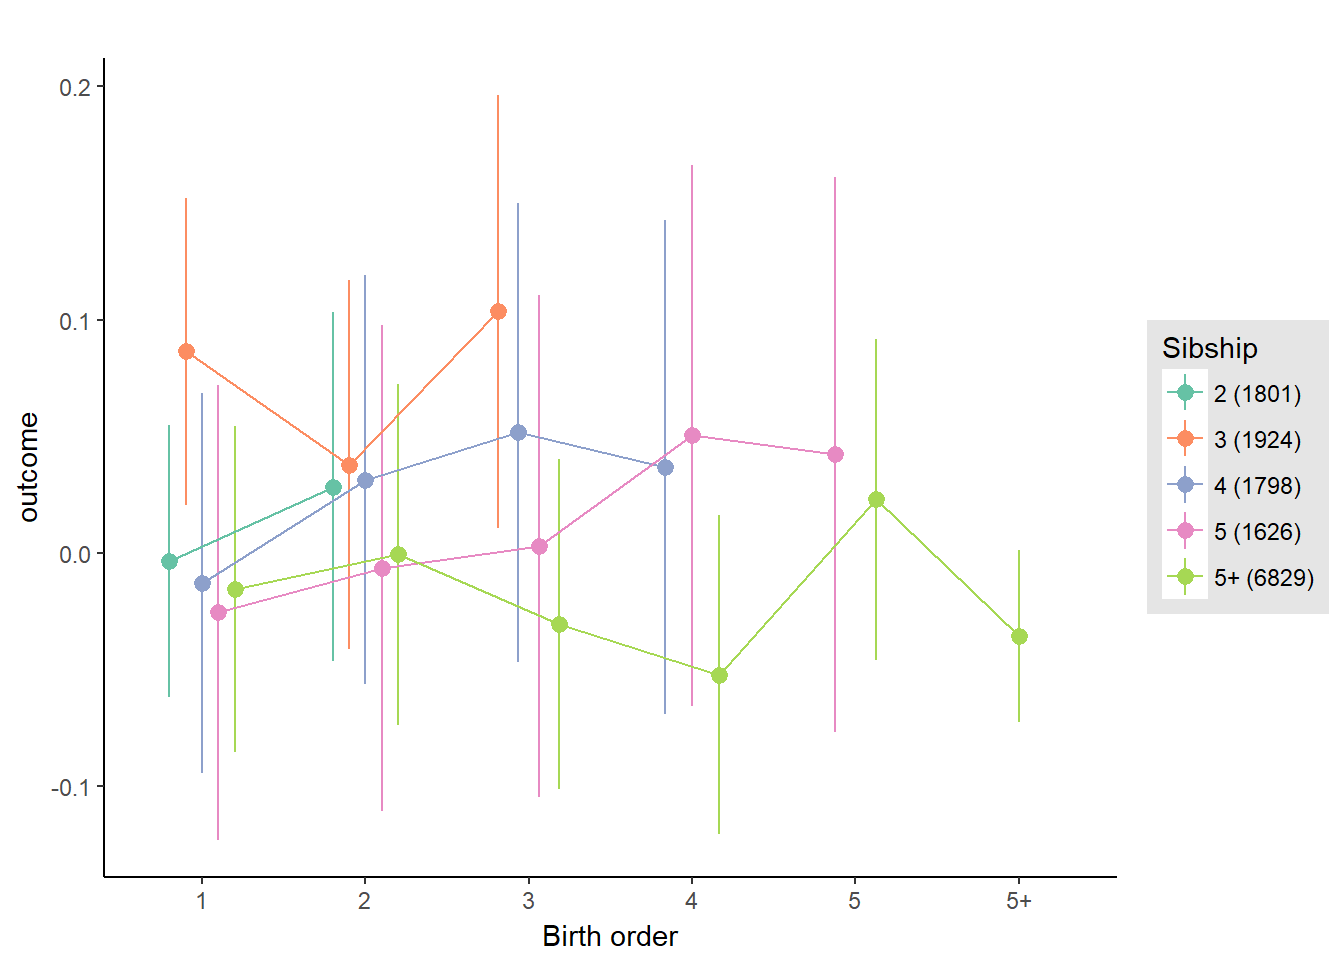 0.2
0.1
0.0
-0.1
outcome
1 2 3 4 5 5+
Birth order
Sibship
2 (1801)
3 (1924)
4 (1798)
5 (1626)
5+ (6829)